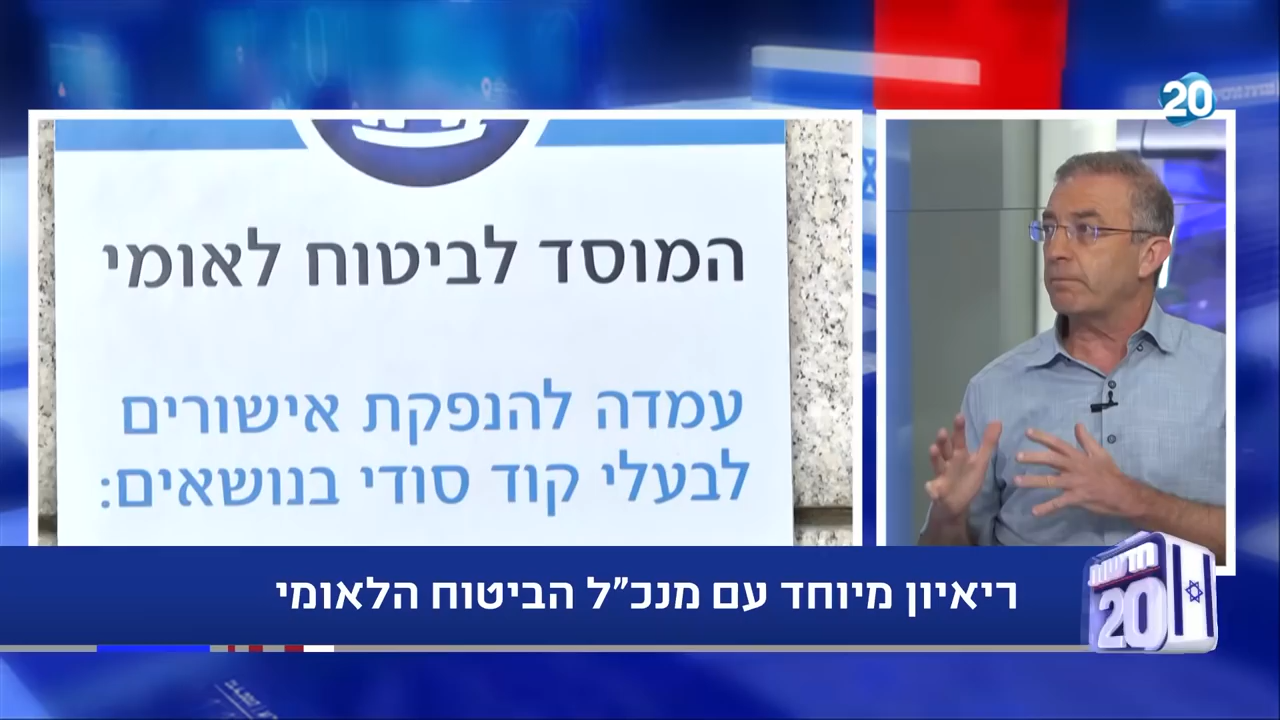 20
המוסד לביטוח לאומי
עמדה להנפקת אישורים
לבעלי קוד סודי בנושאים:
ריאיון מיוחד עם מנכ"ל הביטוח הלאומי
חדשות
20